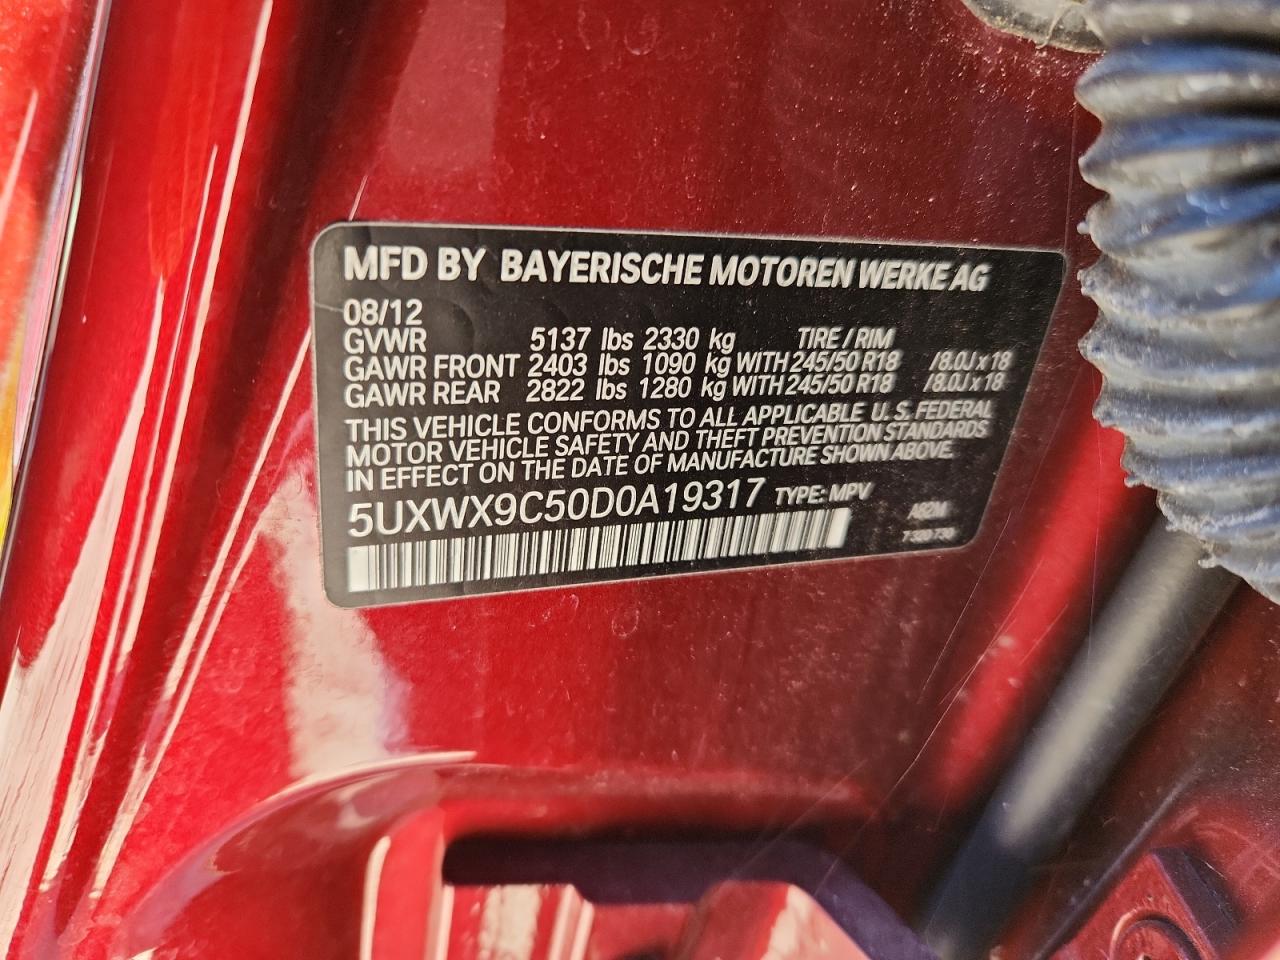 MFD BY BAYERISCHE MOTOREN WERKE AG
08/12
GVWR 5137 lbs 2330 kg TIRE / RIM
GAWR FRONT 2403 lbs 1090 kg WITH 245/50 R18 /8.0J x 18
GAWR REAR 2822 lbs 1280 kg WITH 245/50 R18 /8.0J x 18
THIS VEHICLE CONFORMS TO ALL APPLICABLE U.S. FEDERAL
MOTOR VEHICLE SAFETY AND THEFT PREVENTION STANDARDS
IN EFFECT ON THE DATE OF MANUFACTURE SHOWN ABOVE.
5UXWX9C50D0A19317 TYPE: MPV